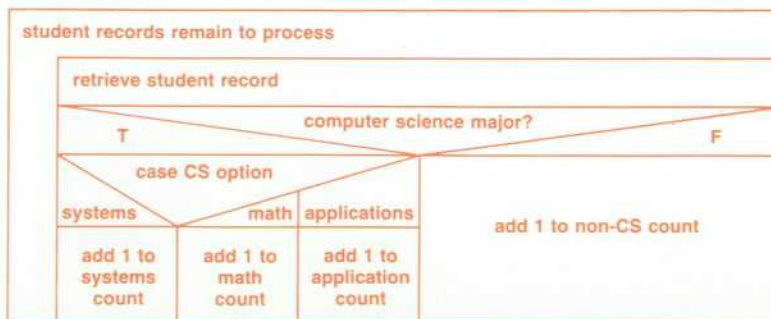 student records remain to process
retrieve student record
computer science major?
T
F
case CS option
systems
math
applications
add 1 to non-CS count
add 1 to
systems
count
add 1 to
math
count
add 1 to
application
count